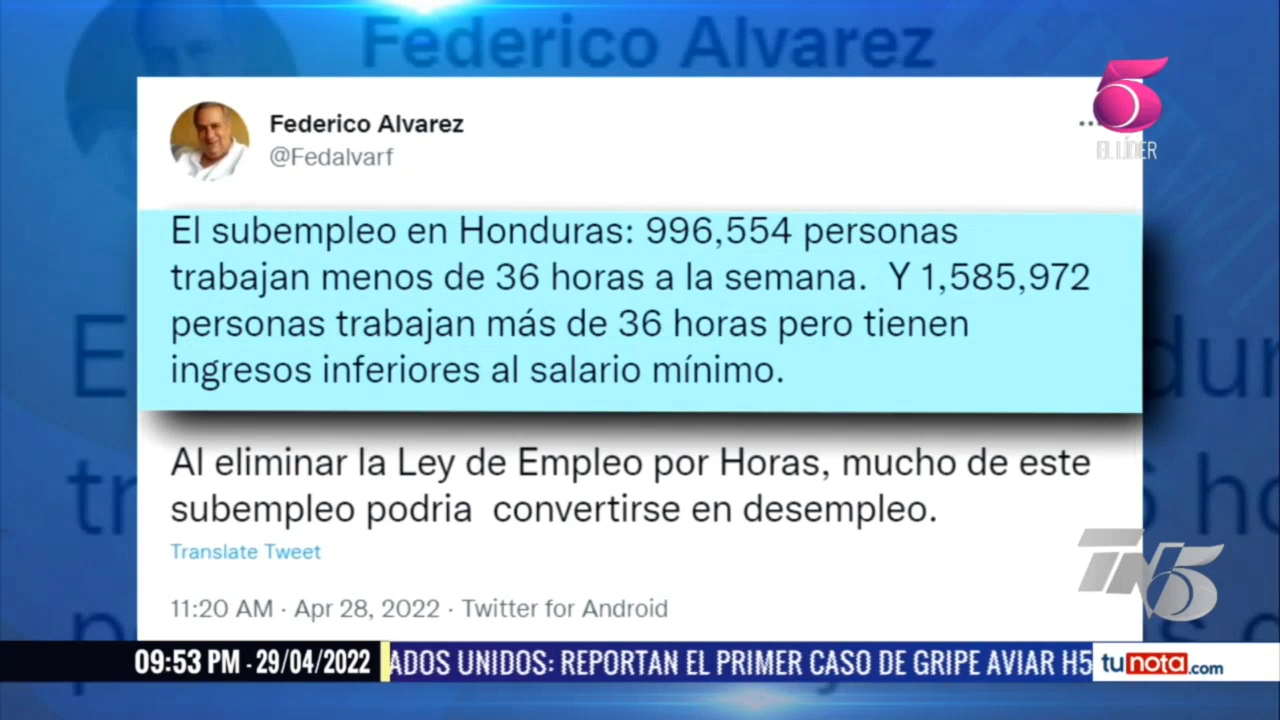 Federico Alvarez
Federico Alvarez
@Fedalvarf
5
EL LÍDER
El subempleo en Honduras: 996,554 personas
trabajan menos de 36 horas a la semana.  Y 1,585,972
personas trabajan más de 36 horas pero tienen
ingresos inferiores al salario mínimo.
Al eliminar la Ley de Empleo por Horas, mucho de este
subempleo podria  convertirse en desempleo.
Translate Tweet
11:20 AM · Apr 28, 2022 · Twitter for Android
TN5
09:53 PM - 29/04/2022
ADOS UNIDOS: REPORTAN EL PRIMER CASO DE GRIPE AVIAR H5
tunota.com